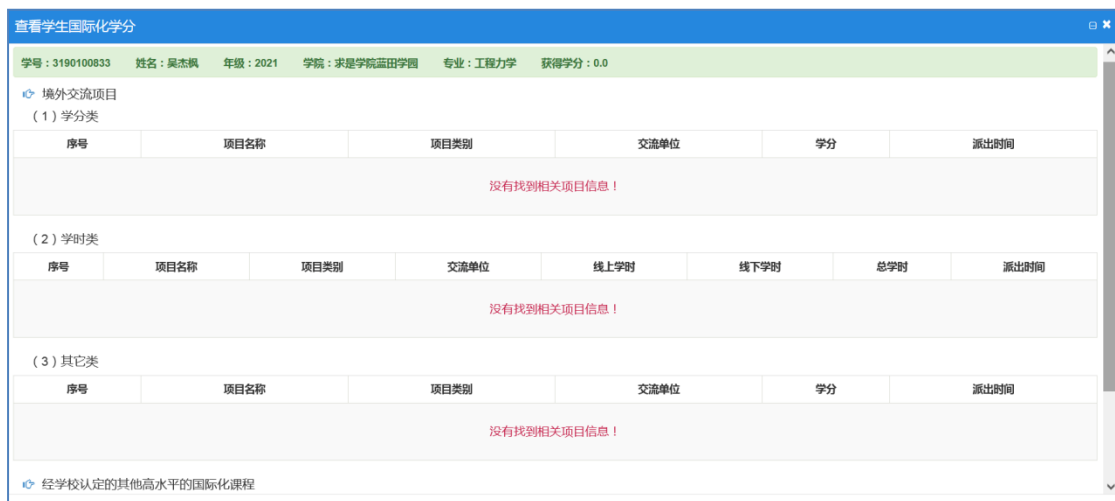 查看学生国际化学分
学号：3190100833 姓名：吴杰枫 年级：2021 学院：求是学院蓝田学园 专业：工程力学 获得学分：0.0
境外交流项目
（1）学分类
序号 项目名称 项目类别 交流单位 学分 派出时间
没有找到相关项目信息！
（2）学时类
序号 项目名称 项目类别 交流单位 线上学时 线下学时 总学时 派出时间
没有找到相关项目信息！
（3）其它类
序号 项目名称 项目类别 交流单位 学分 派出时间
没有找到相关项目信息！
经学校认定的其他高水平的国际化课程